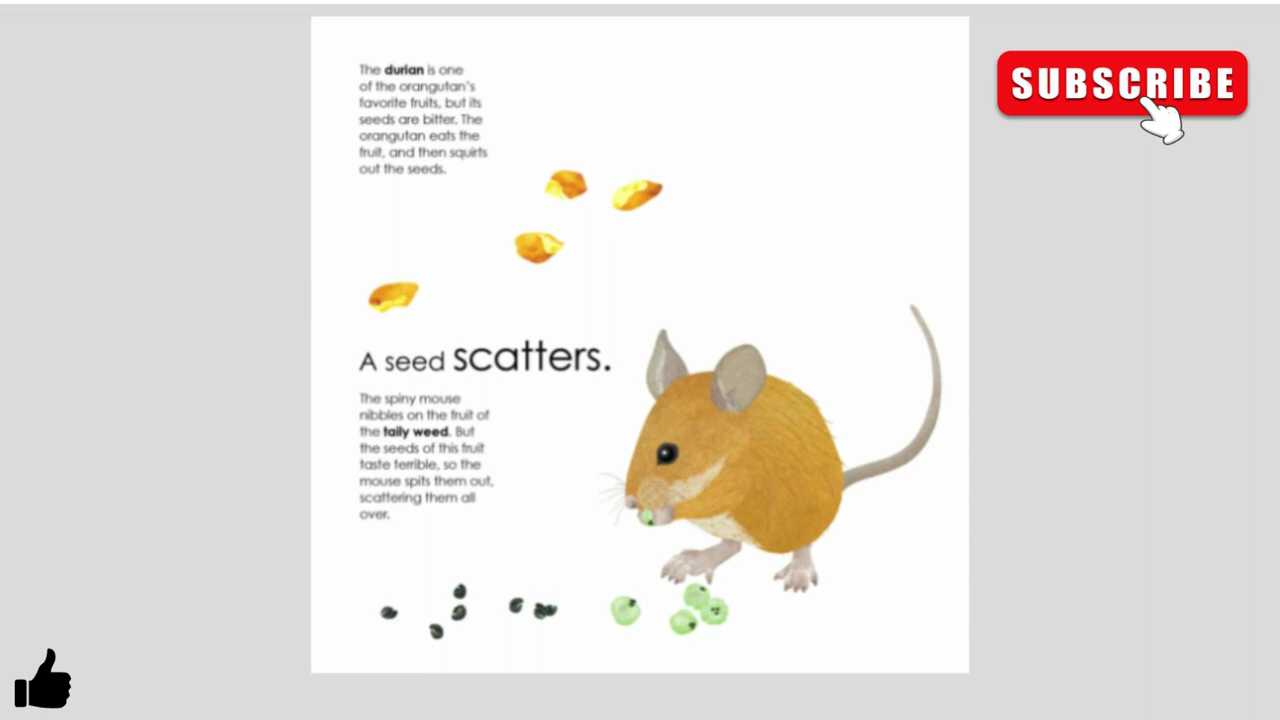 The durian is one
of the orangutan's
favorite fruits, but its
seeds are bitter. The
orangutan eats the
fruit, and then squirts
out the seeds.
SUBSCRIBE
A seed scatters.
The spiny mouse
nibbles on the fruit of
the taily weed. But
the seeds of this fruit
taste terrible, so the
mouse spits them out,
scattering them all
over.